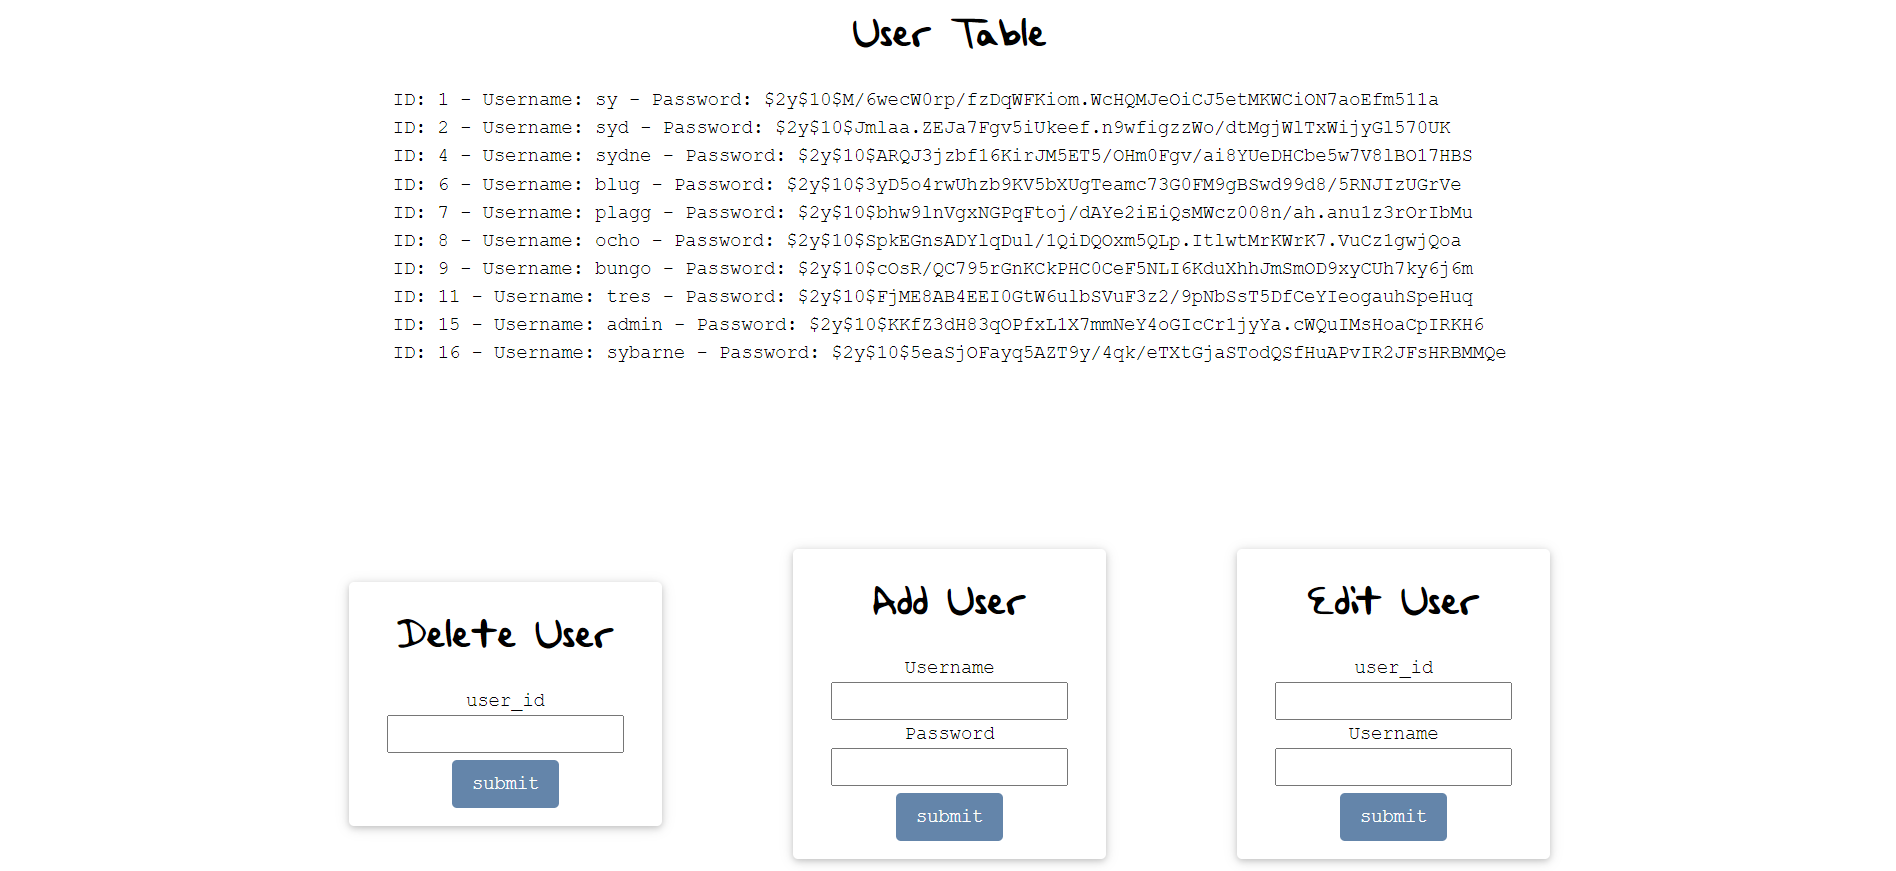 User Table
ID: 1 - Username: sy - Password: $2y$10$M/6wecW0rp/fzDqWFKiom.WcHQMJeOiCJ5etMKWCiON7aoEfm511a
ID: 2 - Username: syd - Password: $2y$10$Jmlaa.ZEJa7Fgv5iUkeef.n9wfigzzWo/dtMgjWlTxWijyGl570UK
ID: 4 - Username: sydne - Password: $2y$10$ARQJ3jzbf16KirJM5ET5/OHm0Fgv/ai8YUeDHCbe5w7V8lBO17HBS
ID: 6 - Username: blug - Password: $2y$10$3yD5o4rwUhzb9KV5bXUgTeamc73G0FM9gBSwd99d8/5RNJIzUGrVe
ID: 7 - Username: plagg - Password: $2y$10$bhw9lnVgxNGPqFtoj/dAYe2iEiQsMWcz008n/ah.anu1z3rOrIbMu
ID: 8 - Username: ocho - Password: $2y$10$SpkEGnsADYlqDul/1QiDQOxm5QLp.ItlwtMrKWrK7.VuCz1gwjQoa
ID: 9 - Username: bungo - Password: $2y$10$cOsR/QC795rGnKCkPHC0CeF5NLI6KduXhhJmSmOD9xyCUh7ky6j6m
ID: 11 - Username: tres - Password: $2y$10$FjME8AB4EEI0GtW6ulbSVuF3z2/9pNbSsT5DfCeYIeogauhSpeHuq
ID: 15 - Username: admin - Password: $2y$10$KKfZ3dH83qOPfxL1X7mmNeY4oGIcCr1jyYa.cWQuIMsHoaCpIRKH6
ID: 16 - Username: sybarne - Password: $2y$10$5eaSjOFayq5AZT9y/4qk/eTXtGjaSTodQSfHuAPvIR2JFsHRBMMQe
Delete User
user_id
submit
Add User
Username
Password
submit
Edit User
user_id
Username
submit